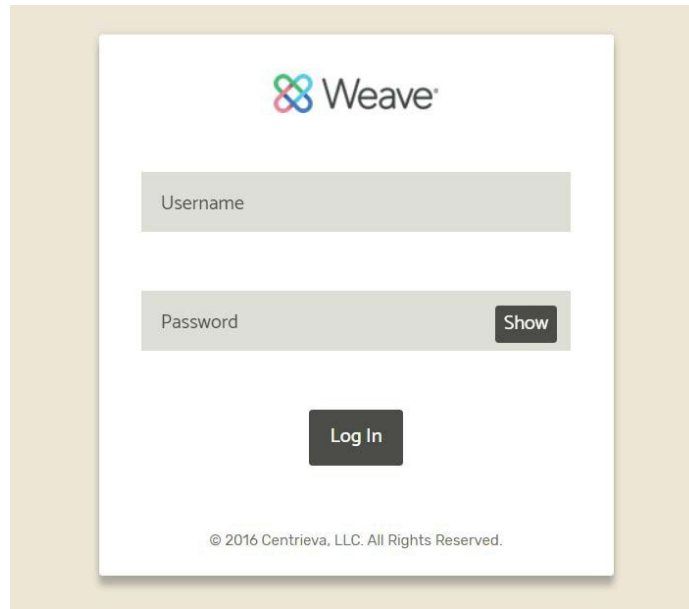 Weave®
Username
Password
Show
Log In
© 2016 Centrieva, LLC. All Rights Reserved.